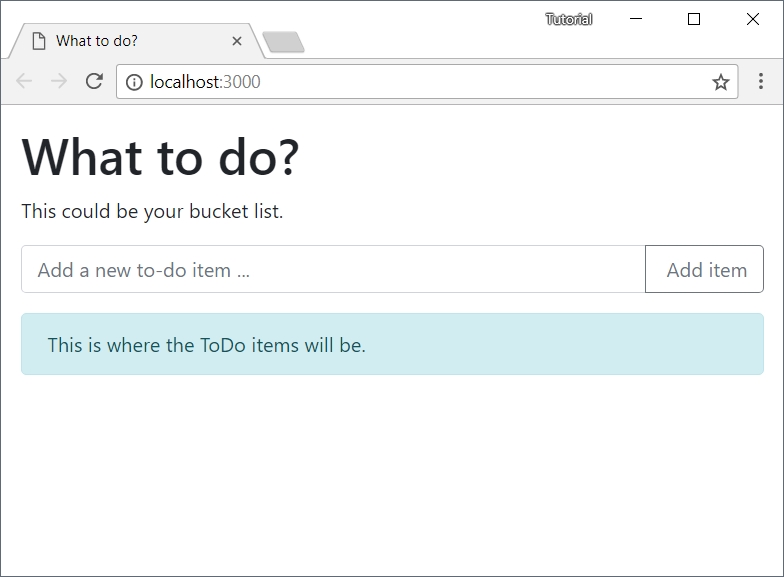 Tutorial
What to do?
localhost:3000
What to do?
This could be your bucket list.
Add a new to-do item ...
Add item
This is where the ToDo items will be.